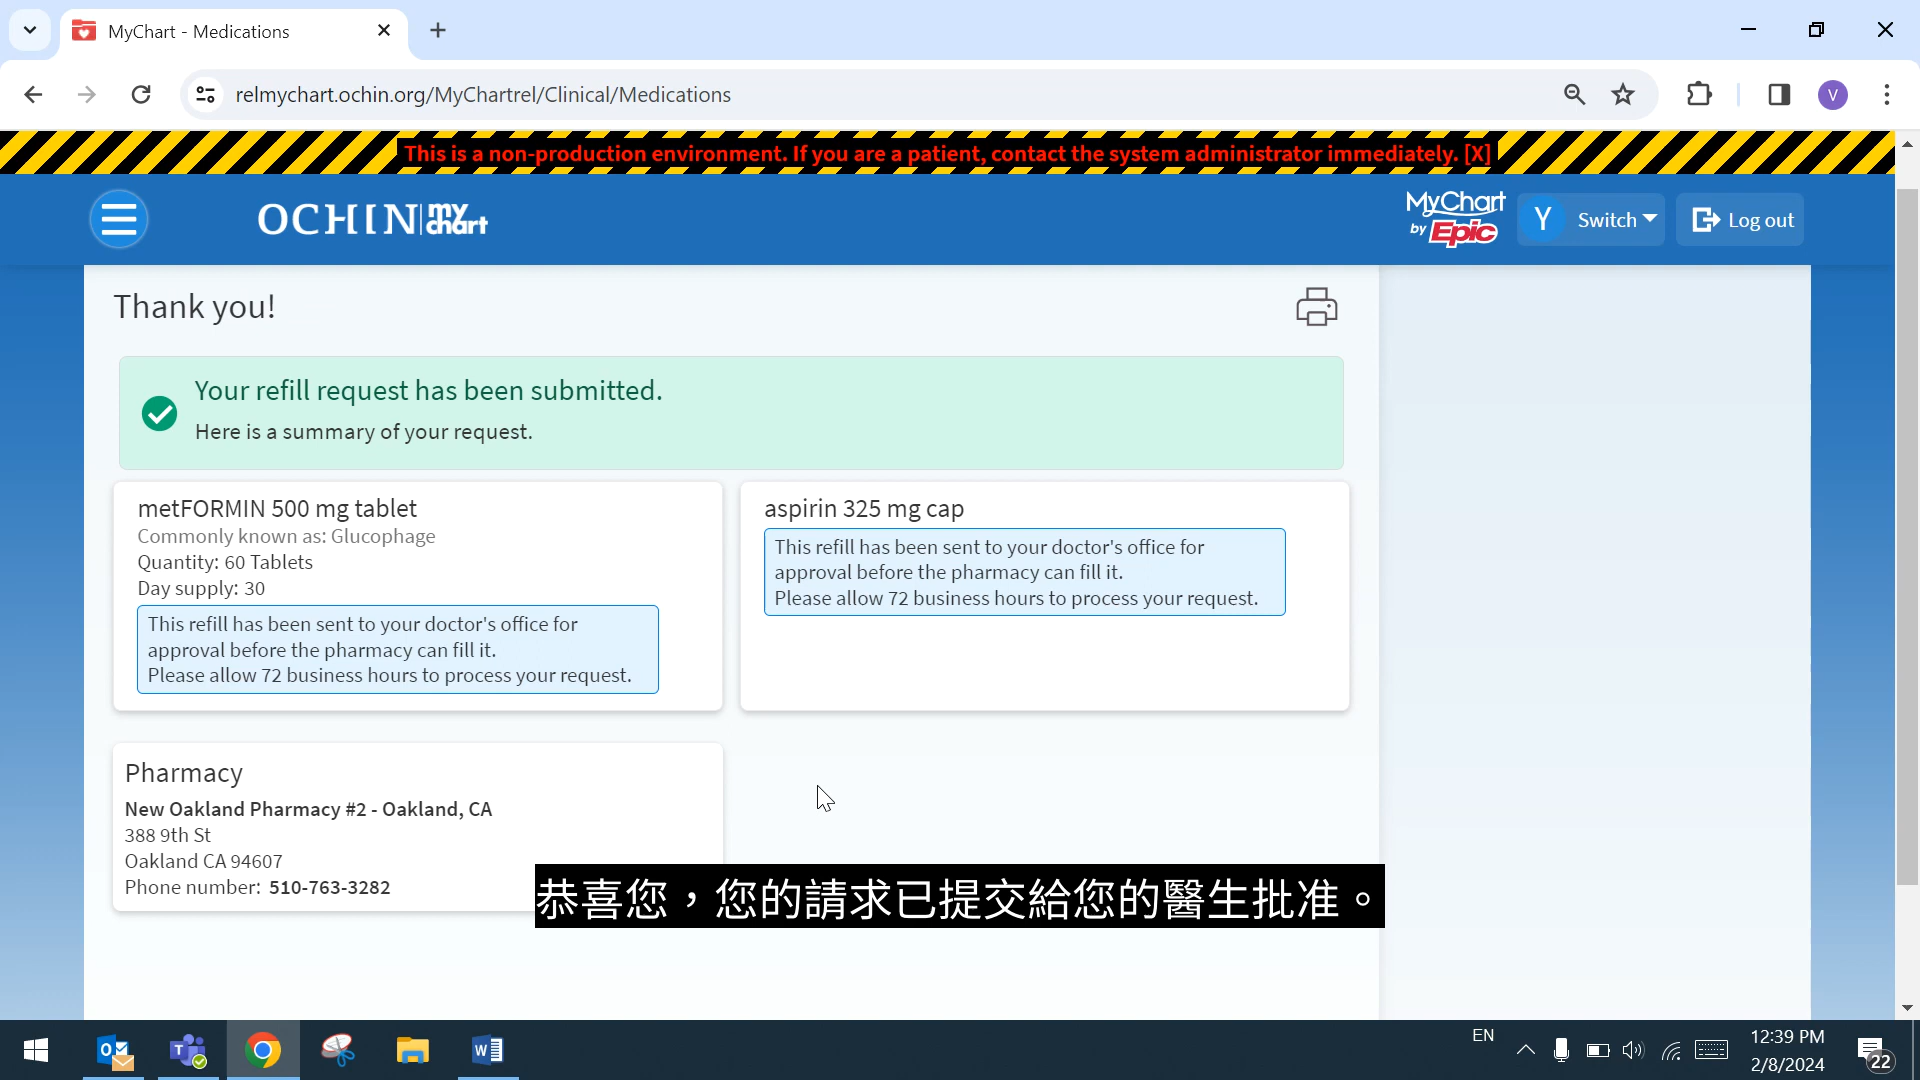 MyChart - Medications
relmychart.ochin.org/MyChartrel/Clinical/Medications
V
This is a non-production environment. If you are a patient, contact the system administrator immediately. [X]
OCHIN my chart
MyChart by Epic
Y Switch
Log out
Thank you!
Your refill request has been submitted.
Here is a summary of your request.
metFORMIN 500 mg tablet
Commonly known as: Glucophage
Quantity: 60 Tablets
Day supply: 30
This refill has been sent to your doctor's office for
approval before the pharmacy can fill it.
Please allow 72 business hours to process your request.
aspirin 325 mg cap
This refill has been sent to your doctor's office for
approval before the pharmacy can fill it.
Please allow 72 business hours to process your request.
Pharmacy
New Oakland Pharmacy #2 - Oakland, CA
388 9th St
Oakland CA 94607
Phone number: 510-763-3282
恭喜您，您的請求已提交給您的醫生批准。
EN
12:39 PM
2/8/2024
22